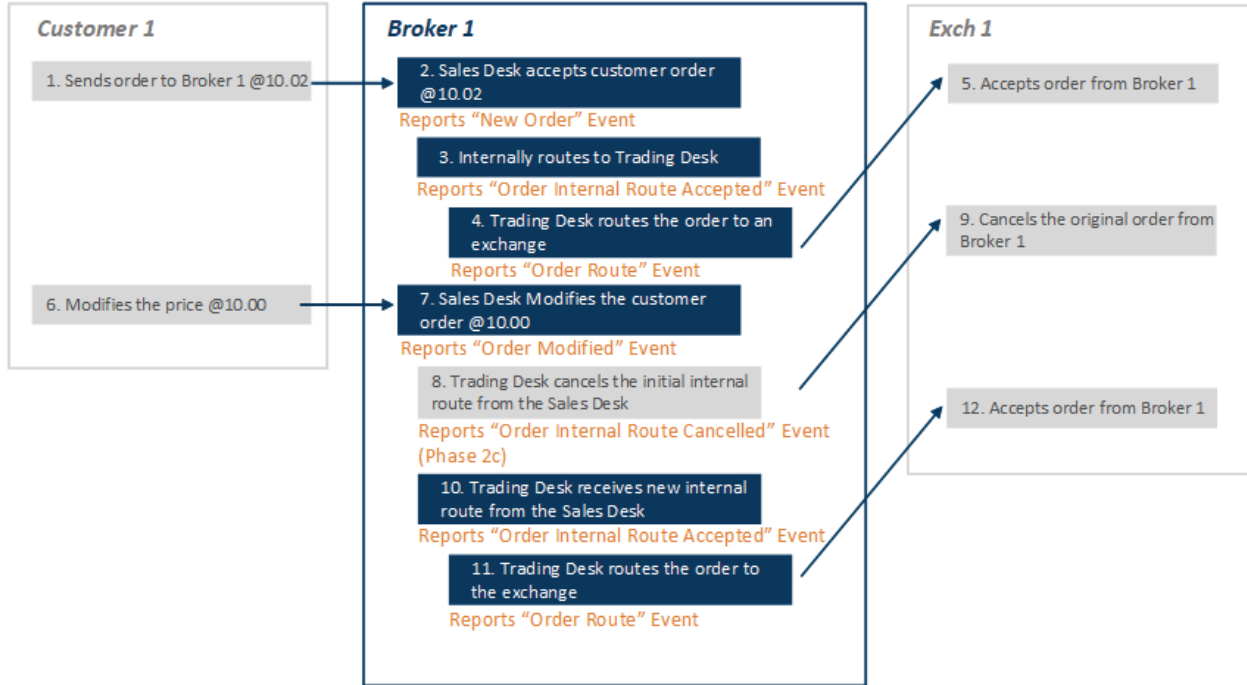 Customer 1
1. Sends order to Broker 1 @10.02
6. Modifies the price @10.00
Broker 1
2. Sales Desk accepts customer order
@10.02
Reports “New Order” Event
3. Internally routes to Trading Desk
Reports “Order Internal Route Accepted” Event
4. Trading Desk routes the order to an
exchange
Reports “Order Route” Event
7. Sales Desk Modifies the customer
order @10.00
Reports “Order Modified” Event
8. Trading Desk cancels the initial internal
route from the Sales Desk
Reports “Order Internal Route Cancelled” Event
(Phase 2c)
10. Trading Desk receives new internal
route from the Sales Desk
Reports “Order Internal Route Accepted” Event
11. Trading Desk routes the order to
the exchange
Reports “Order Route” Event
Exch 1
5. Accepts order from Broker 1
9. Cancels the original order from
Broker 1
12. Accepts order from Broker 1